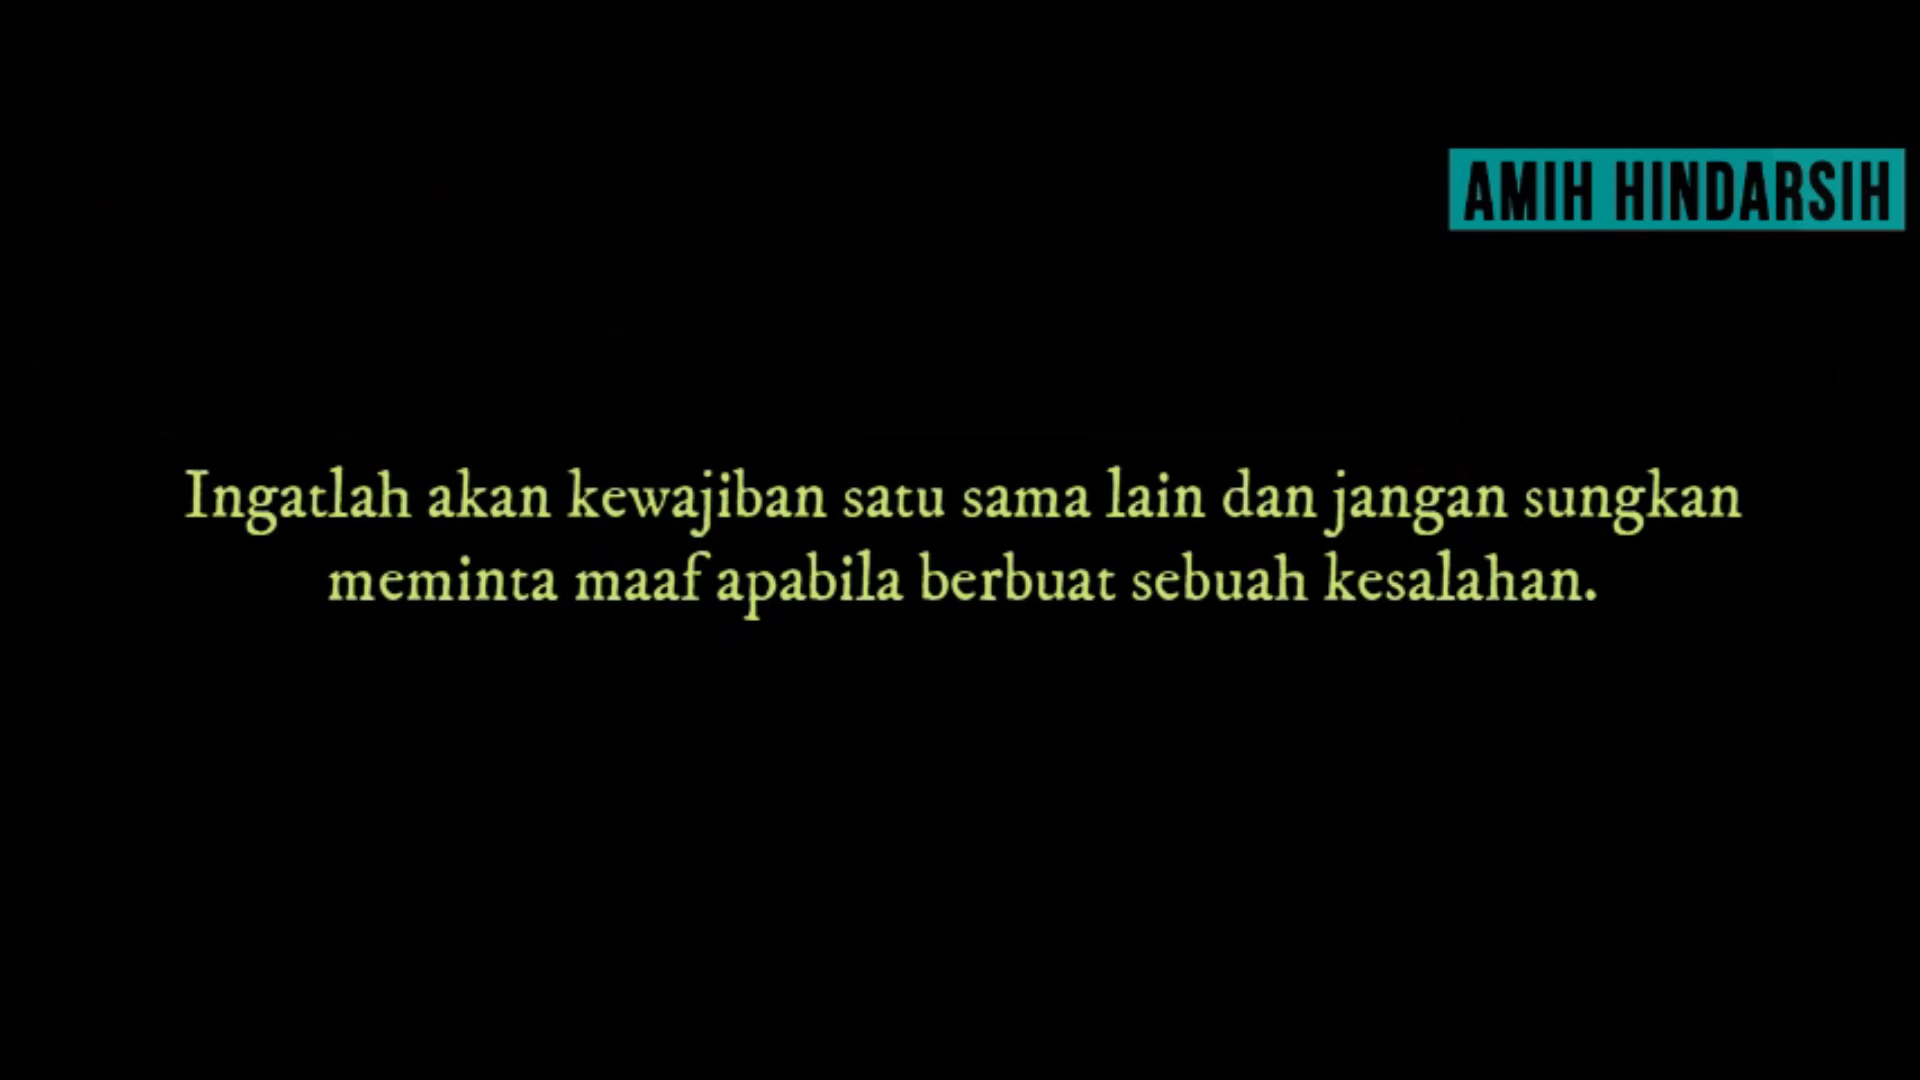 AMIH HINDARSIH
Ingatlah akan kewajiban satu sama lain dan jangan sungkan
meminta maaf apabila berbuat sebuah kesalahan.